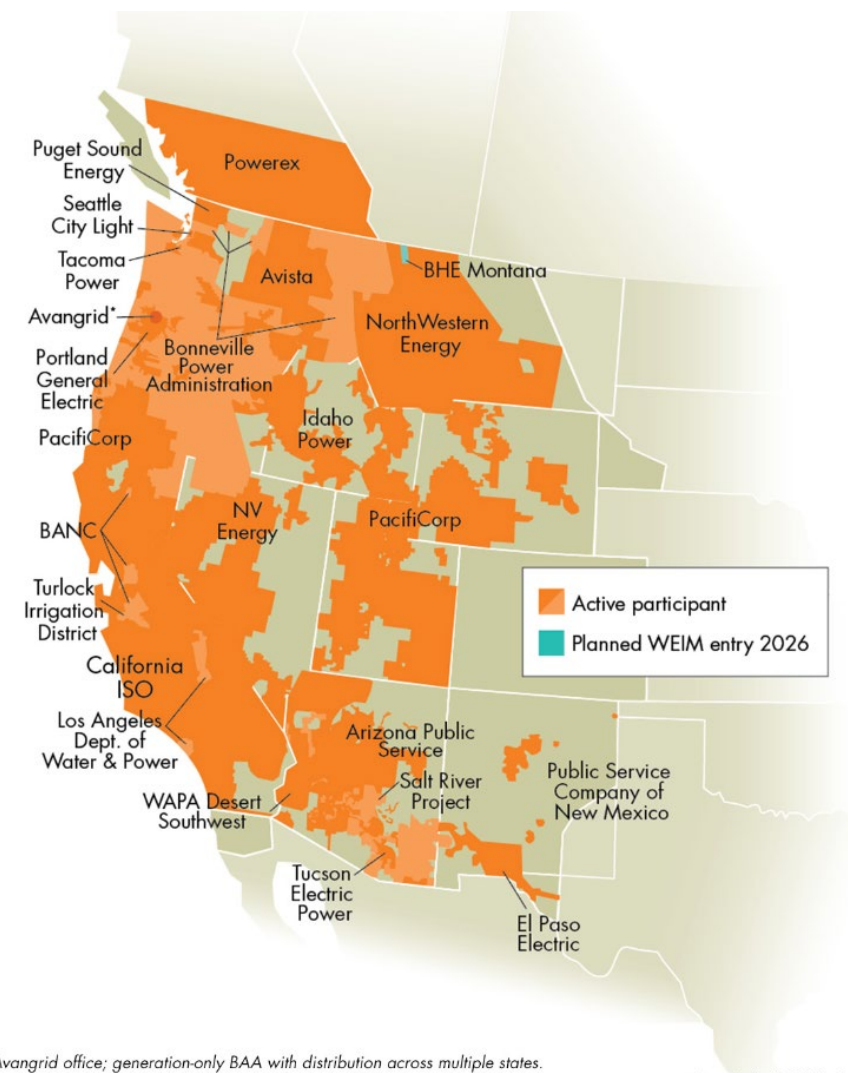 Puget Sound
Energy
Powerex
Seattle
City Light
Tacoma
Power
Avista
BHE Montana
Avangrid*
NorthWestern
Energy
Bonneville
Power
Administration
Portland
General
Electric
Idaho
Power
PacifiCorp
NV
Energy
PacifiCorp
BANC
Turlock
Irrigation
District
Active participant
Planned WEIM entry 2026
California
ISO
Los Angeles
Dept. of
Water & Power
Arizona Public
Service
Salt River
Project
Public Service
Company of
New Mexico
WAPA Desert
Southwest
Tucson
Electric
Power
El Paso
Electric
vangrid office; generation-only BAA with distribution across multiple states.